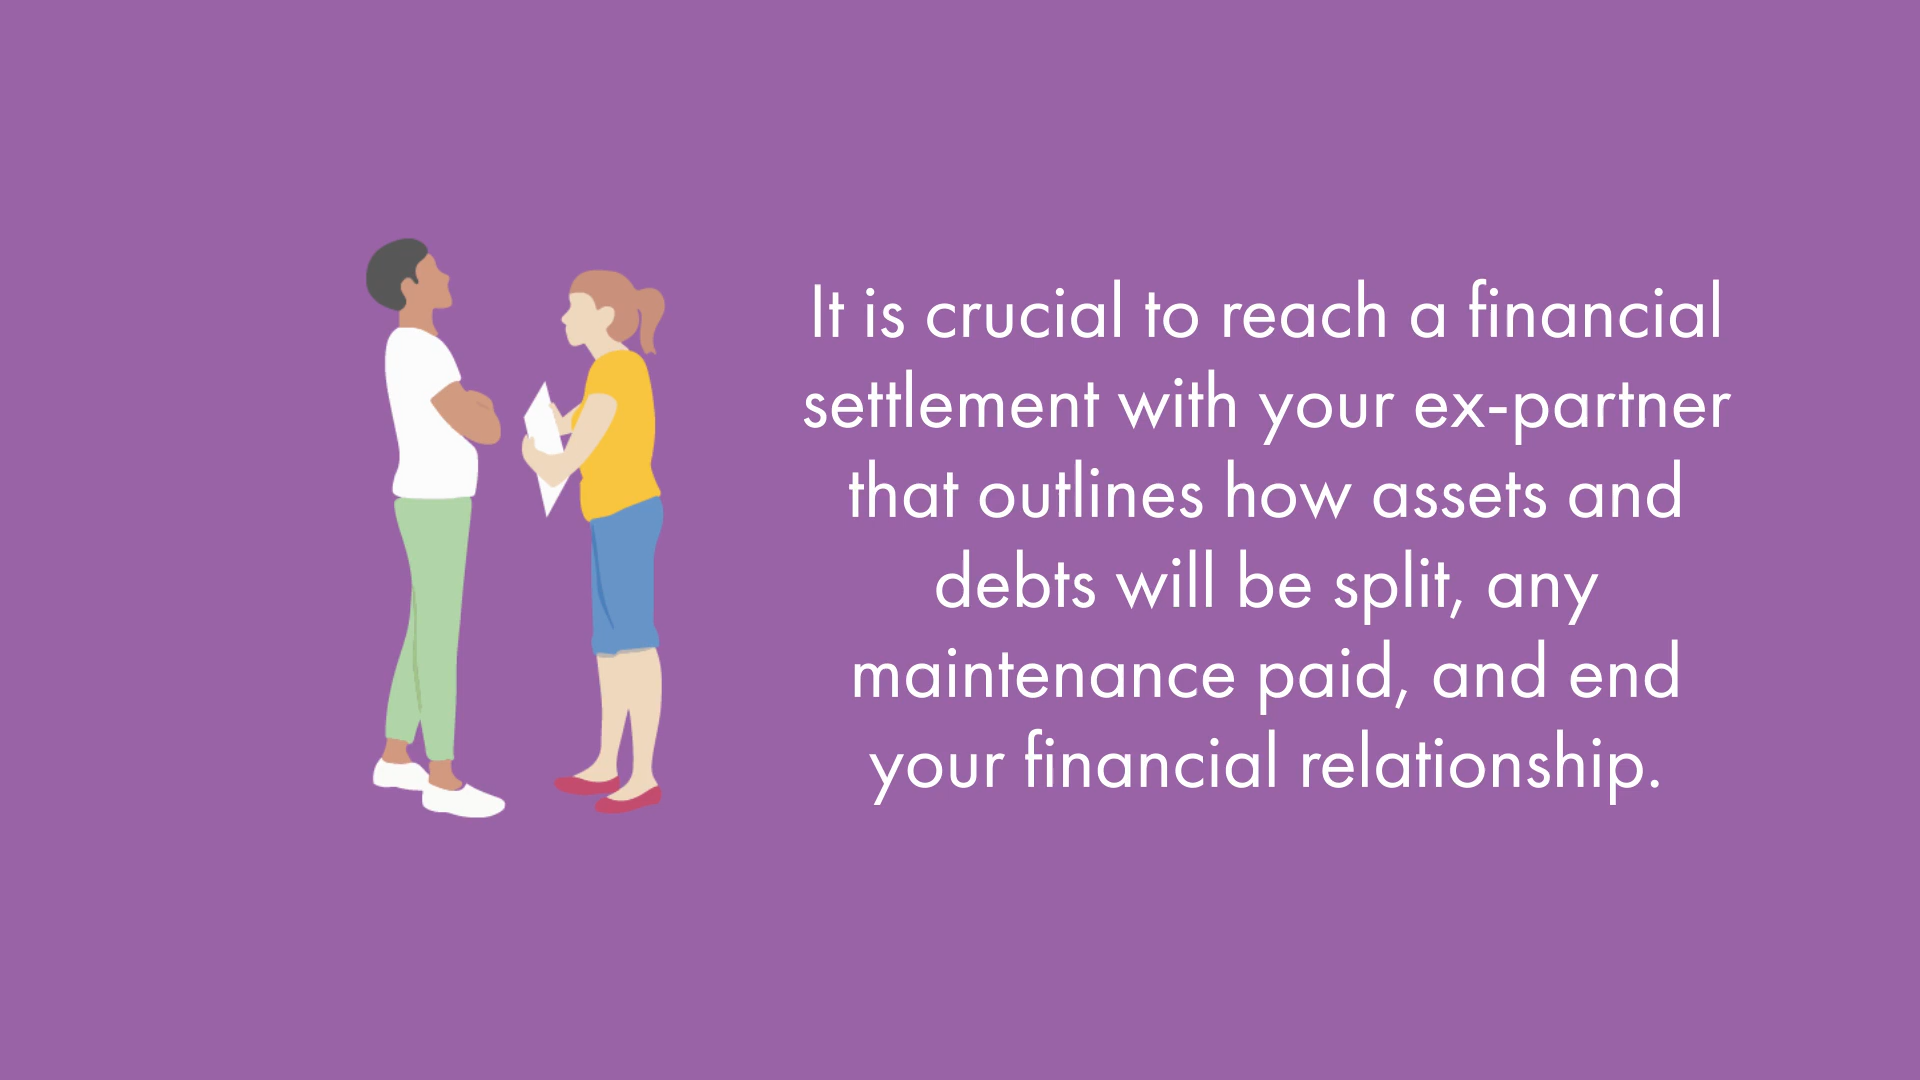 It is crucial to reach a financial
settlement with your ex-partner
that outlines how assets and
debts will be split, any
maintenance paid, and end
your financial relationship.